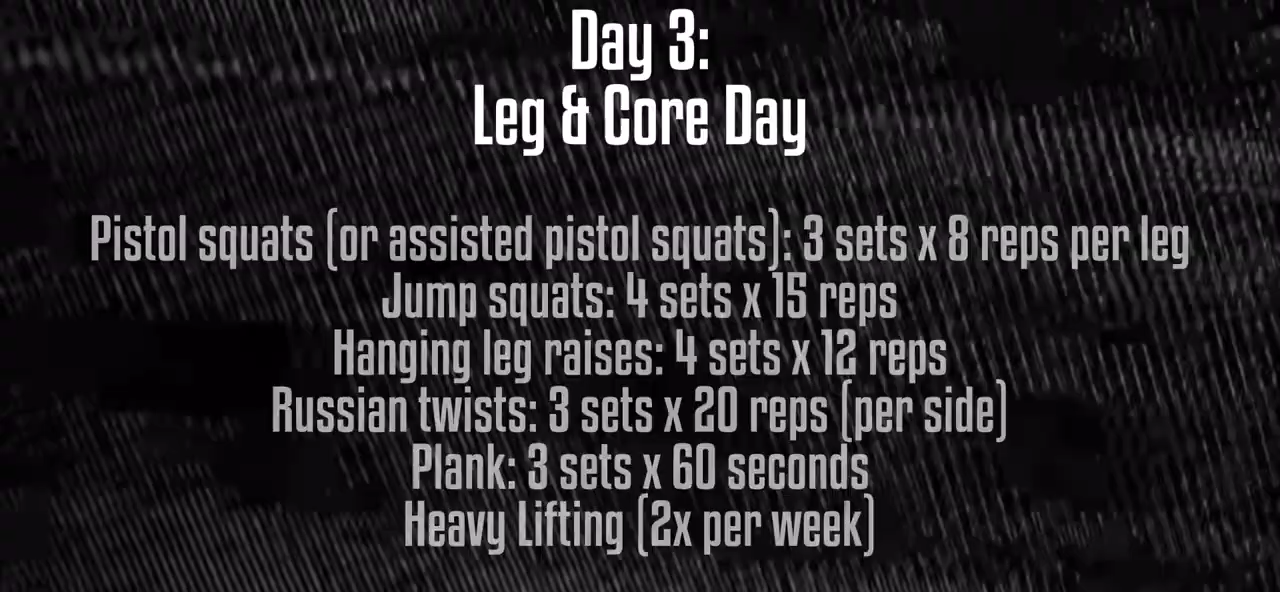 Day 3:
Leg & Core Day
Pistol squats (or assisted pistol squats): 3 sets x 8 reps per leg
Jump squats: 4 sets x 15 reps
Hanging leg raises: 4 sets x 12 reps
Russian twists: 3 sets x 20 reps (per side)
Plank: 3 sets x 60 seconds
Heavy Lifting (2x per week)